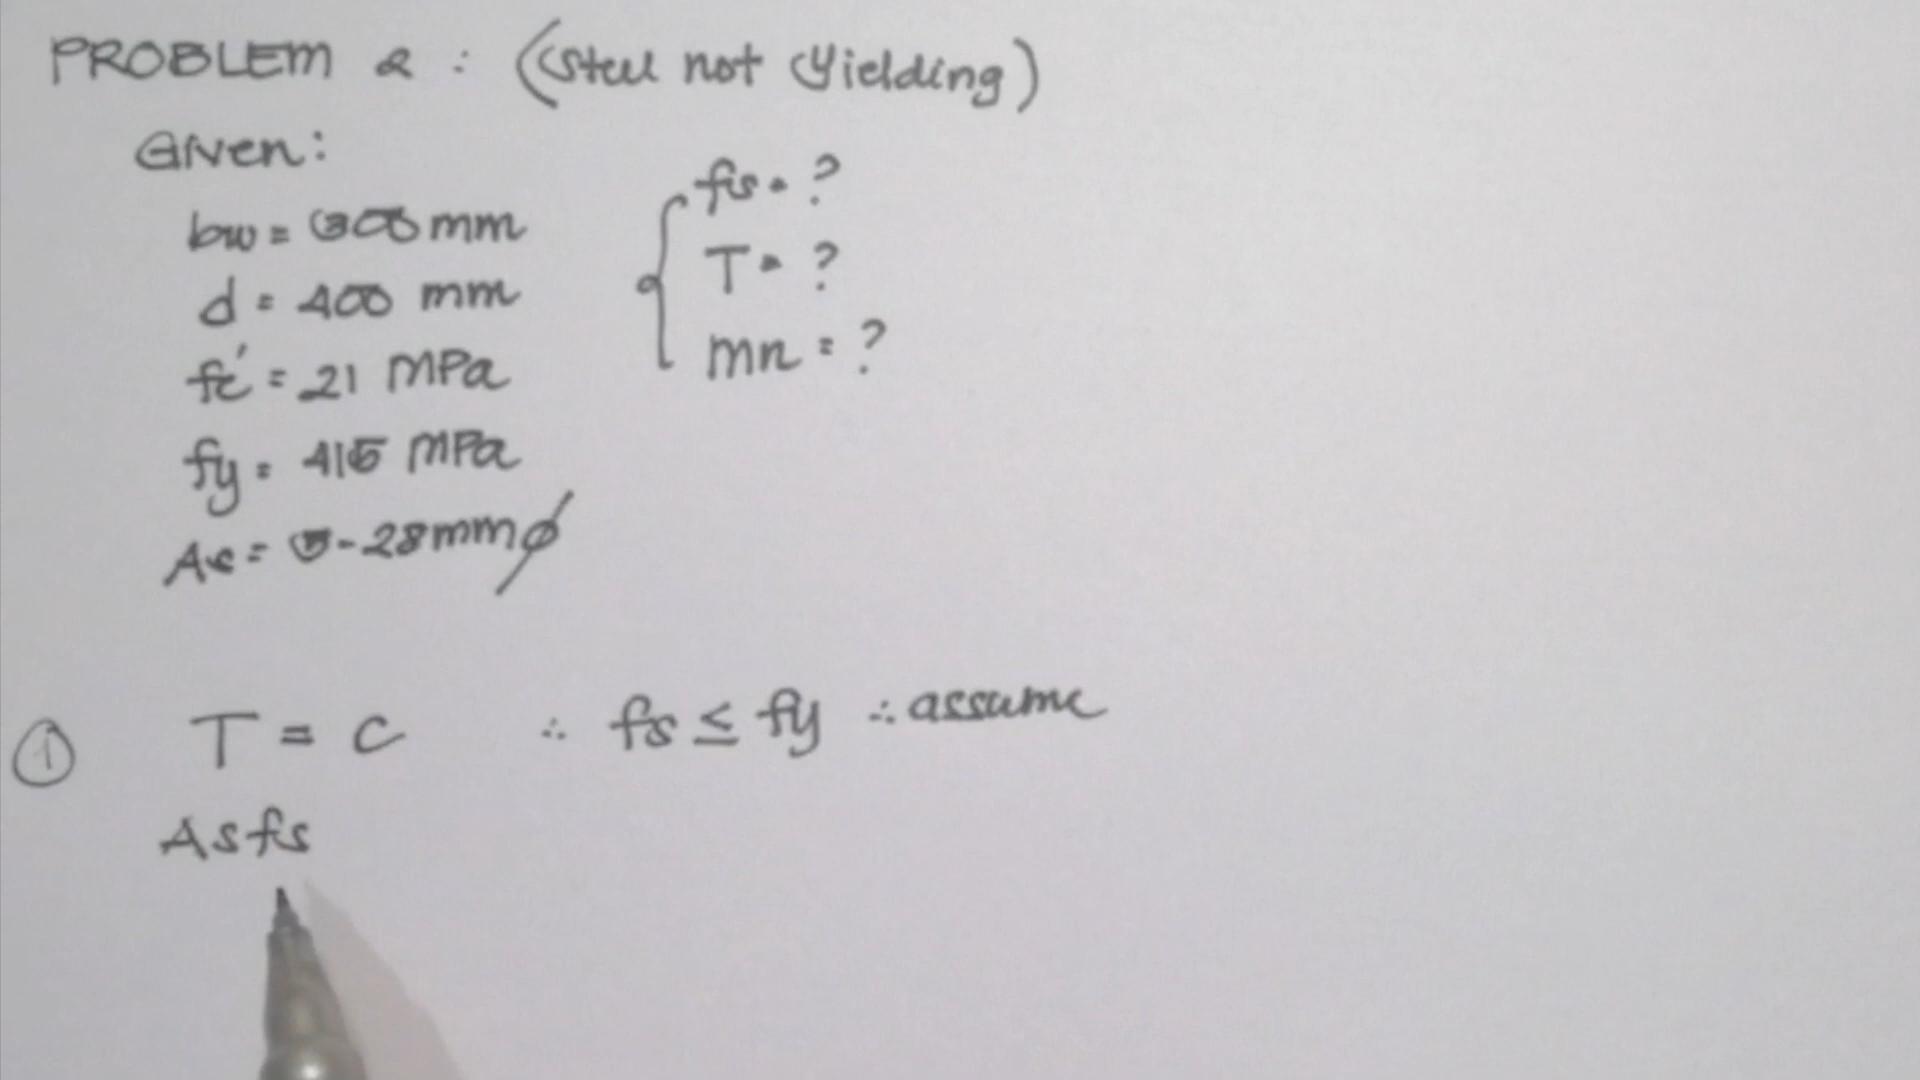 PROBLEM 2 : (Steel not Yielding)
Given:
bw = 300 mm
d = 400 mm
fc' = 21 MPa
fy = 415 MPa
As = 5-28mmφ
fs = ?
T = ?
mn = ?
① T = C ∴ fs ≤ fy ∴ assume
Asfs